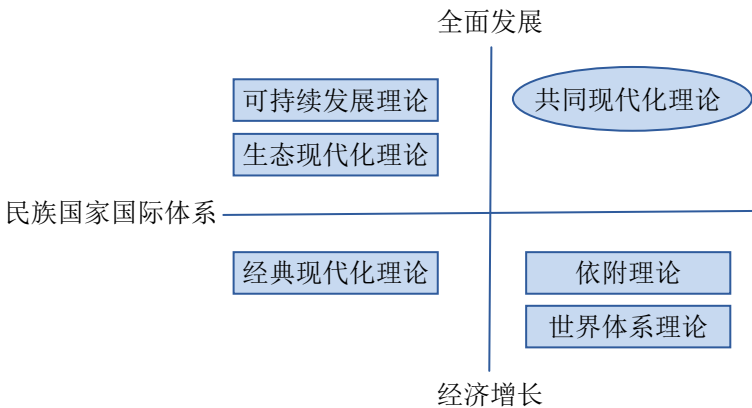 全面发展
可持续发展理论
共同现代化理论
生态现代化理论
民族国家国际体系
经典现代化理论
依附理论
世界体系理论
经济增长